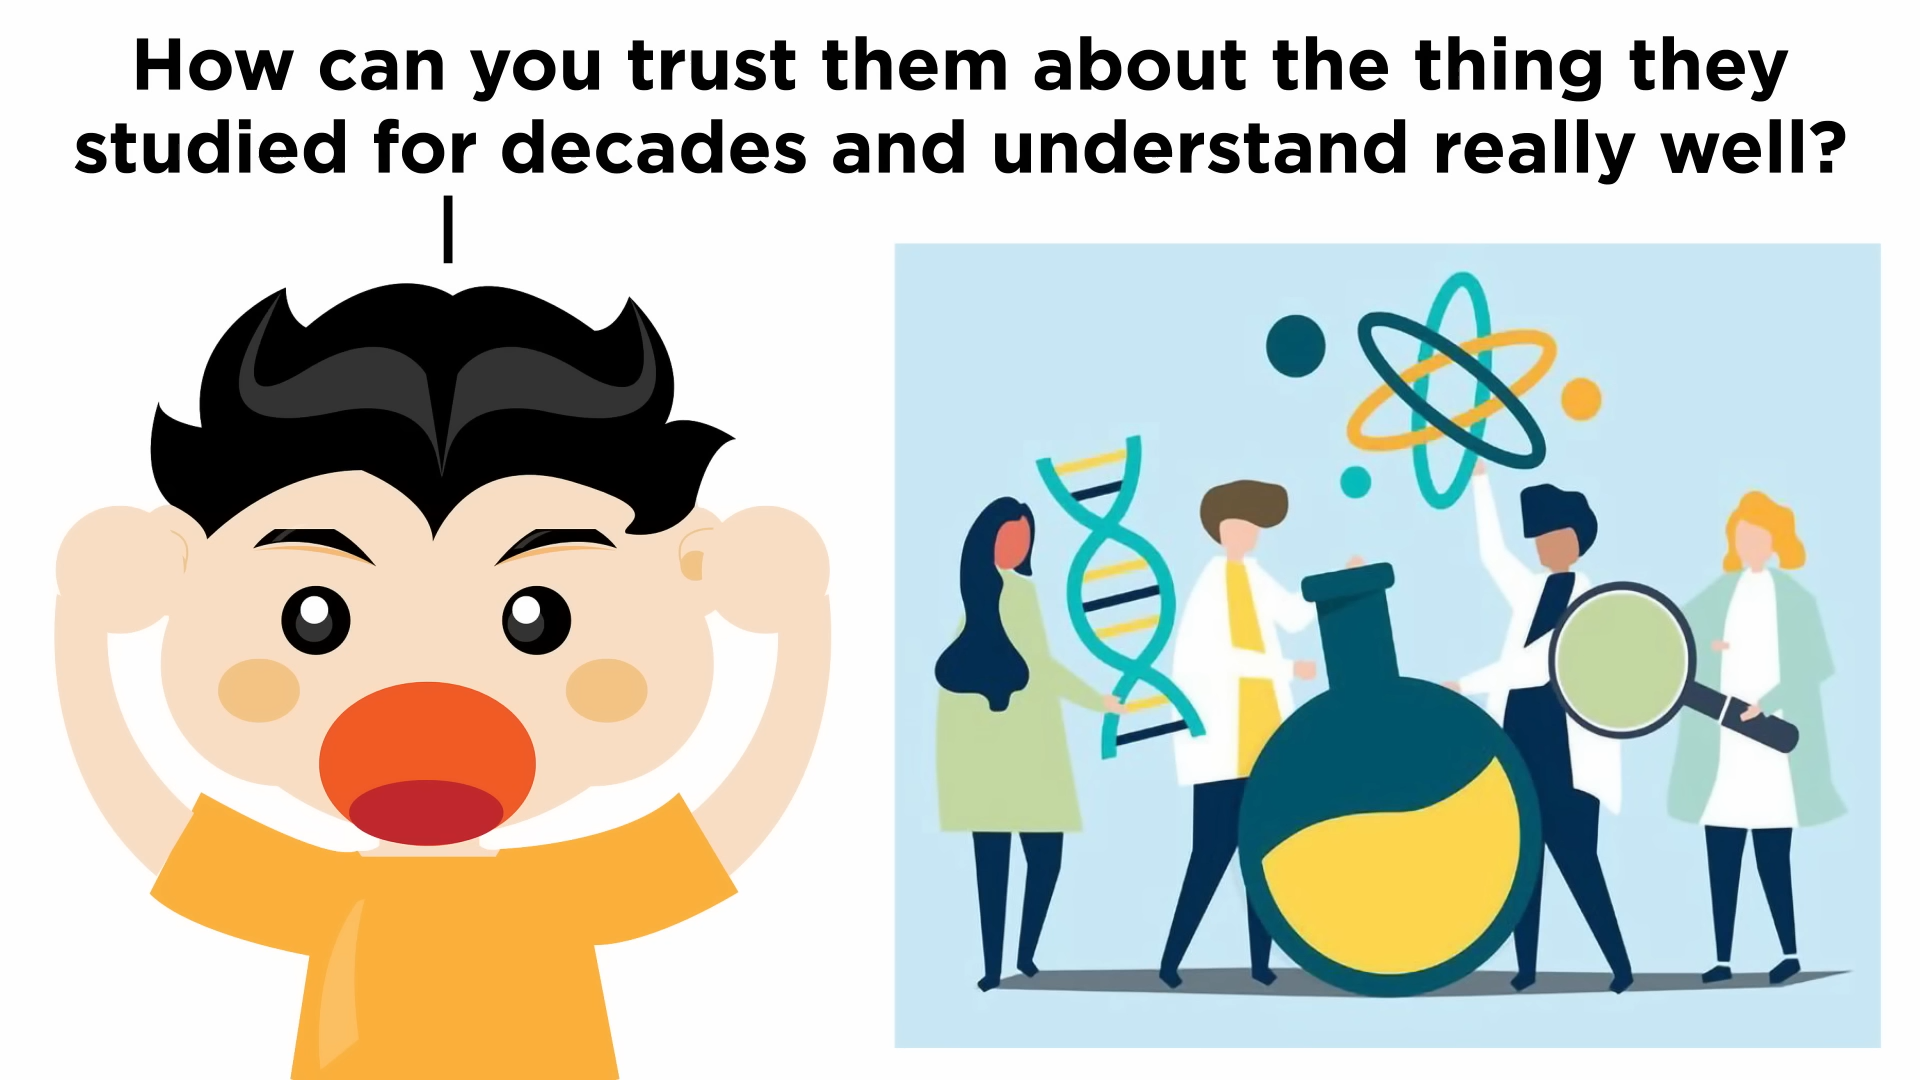 How can you trust them about the thing they
studied for decades and understand really well?